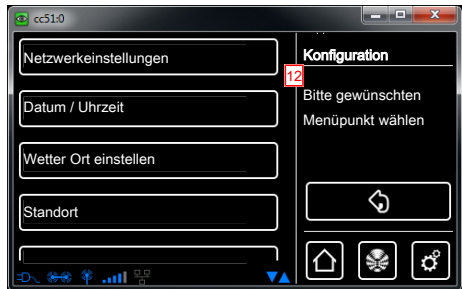 cc51:0
Netzwerkeinstellungen
Datum / Uhrzeit
Wetter Ort einstellen
Standort
Konfiguration
12
Bitte gewünschten
Menüpunkt wählen